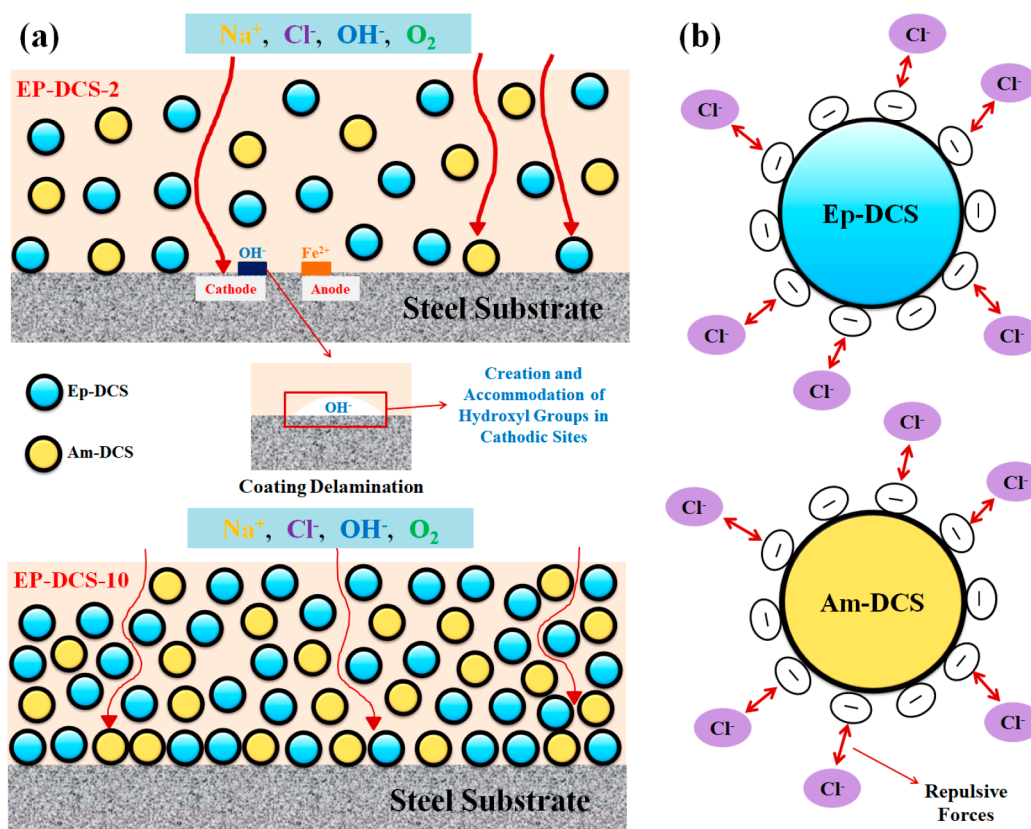 (a)
Na⁺, Cl⁻, OH⁻, O₂
EP-DCS-2
OH⁻
Fe²⁺
Cathode
Anode
Steel Substrate
Ep-DCS
Am-DCS
OH⁻
Creation and
Accommodation of
Hydroxyl Groups in
Cathodic Sites
Coating Delamination
Na⁺, Cl⁻, OH⁻, O₂
EP-DCS-10
Steel Substrate
(b)
Cl⁻
Cl⁻
Cl⁻
Ep-DCS
Cl⁻
Cl⁻
Cl⁻
Cl⁻
Cl⁻
Cl⁻
Am-DCS
Cl⁻
Cl⁻
Cl⁻
Repulsive
Forces